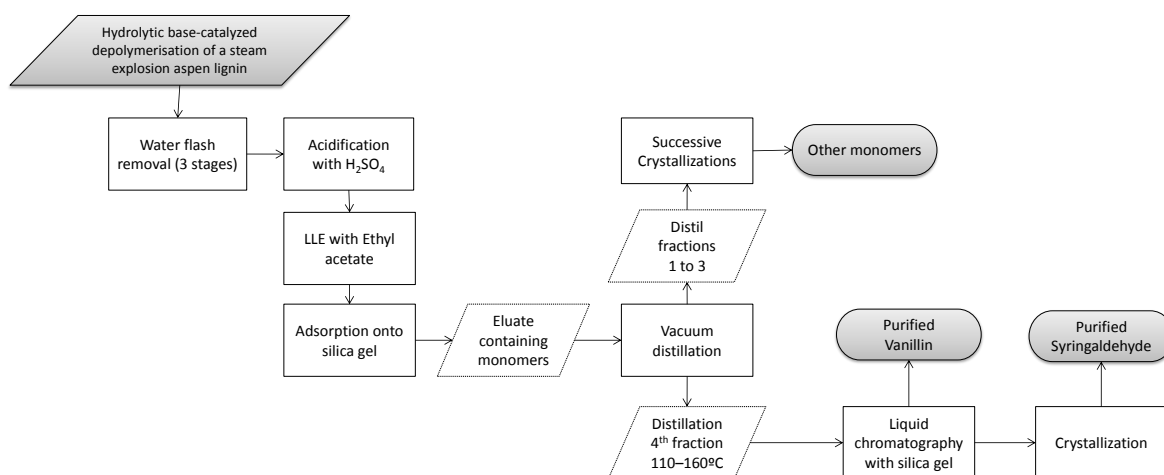 Hydrolytic base-catalyzed
depolymerisation of a steam
explosion aspen lignin
Water flash
removal (3 stages)
Acidification
with H₂SO₄
LLE with Ethyl
acetate
Adsorption onto
silica gel
Eluate
containing
monomers
Vacuum
distillation
Distil
fractions
1 to 3
Successive
Crystallizations
Other monomers
Distillation
4ᵗʰ fraction
110–160ºC
Liquid
chromatography
with silica gel
Purified
Vanillin
Crystallization
Purified
Syringaldehyde